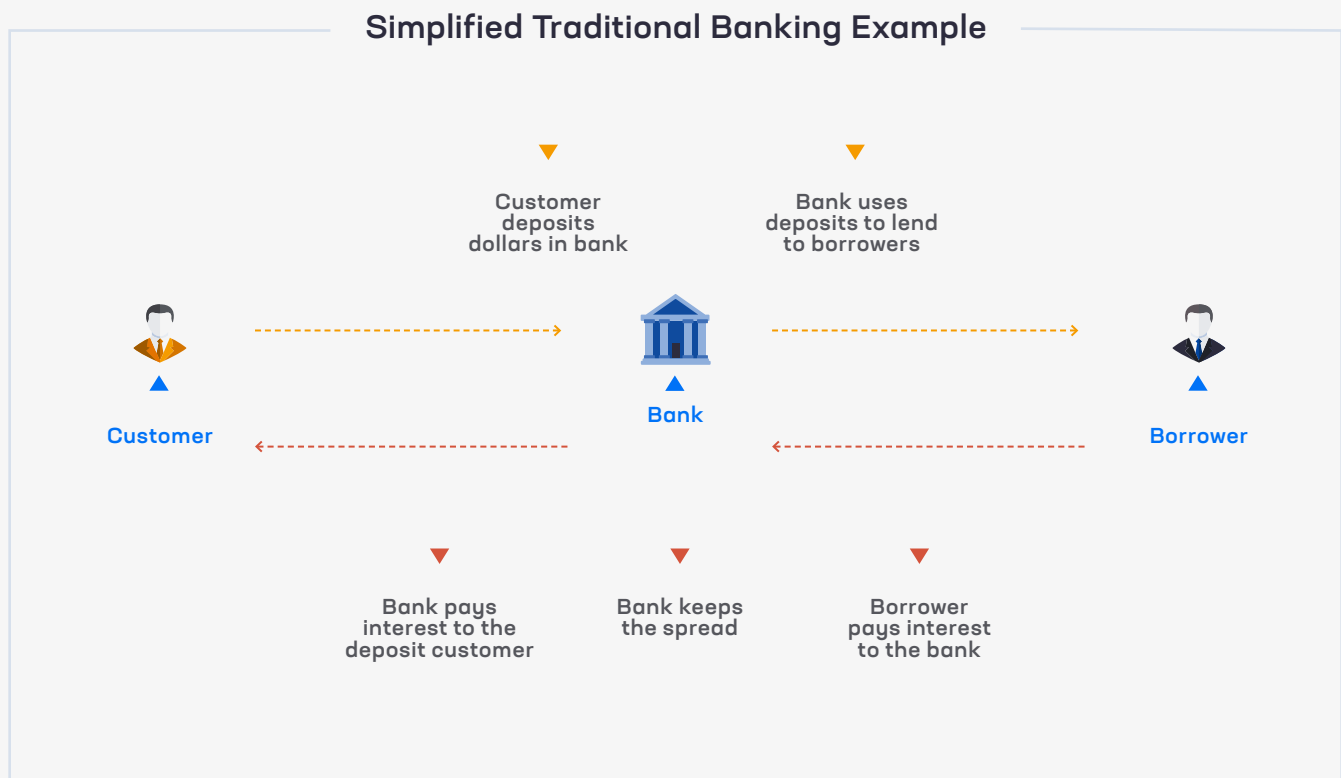 Simplified Traditional Banking Example
Customer
deposits
dollars in bank
Bank uses
deposits to lend
to borrowers
Customer
Bank
Borrower
Bank pays
interest to the
deposit customer
Bank keeps
the spread
Borrower
pays interest
to the bank